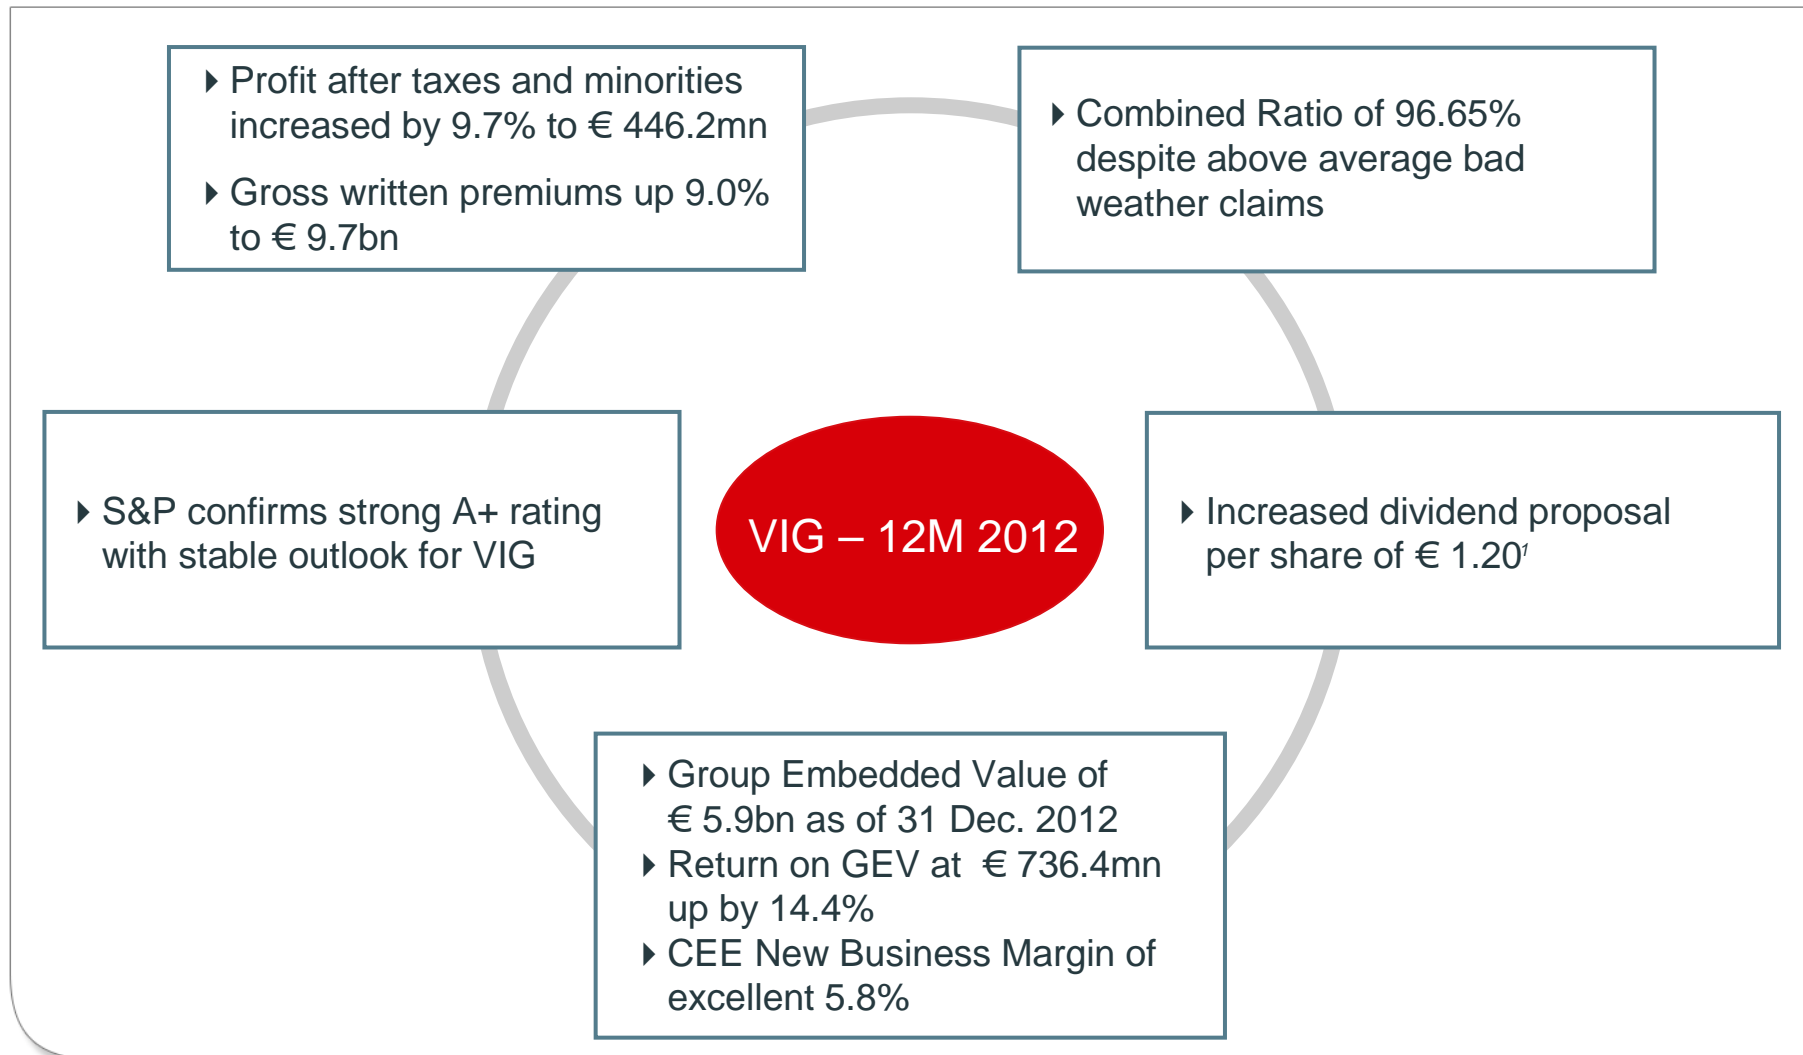 ‣ Profit after taxes and minorities
increased by 9.7% to € 446.2mn
‣ Gross written premiums up 9.0%
to € 9.7bn
‣ Combined Ratio of 96.65%
despite above average bad
weather claims
‣ S&P confirms strong A+ rating
with stable outlook for VIG
VIG – 12M 2012
‣ Increased dividend proposal
per share of € 1.20¹
‣ Group Embedded Value of
€ 5.9bn as of 31 Dec. 2012
‣ Return on GEV at € 736.4mn
up by 14.4%
‣ CEE New Business Margin of
excellent 5.8%